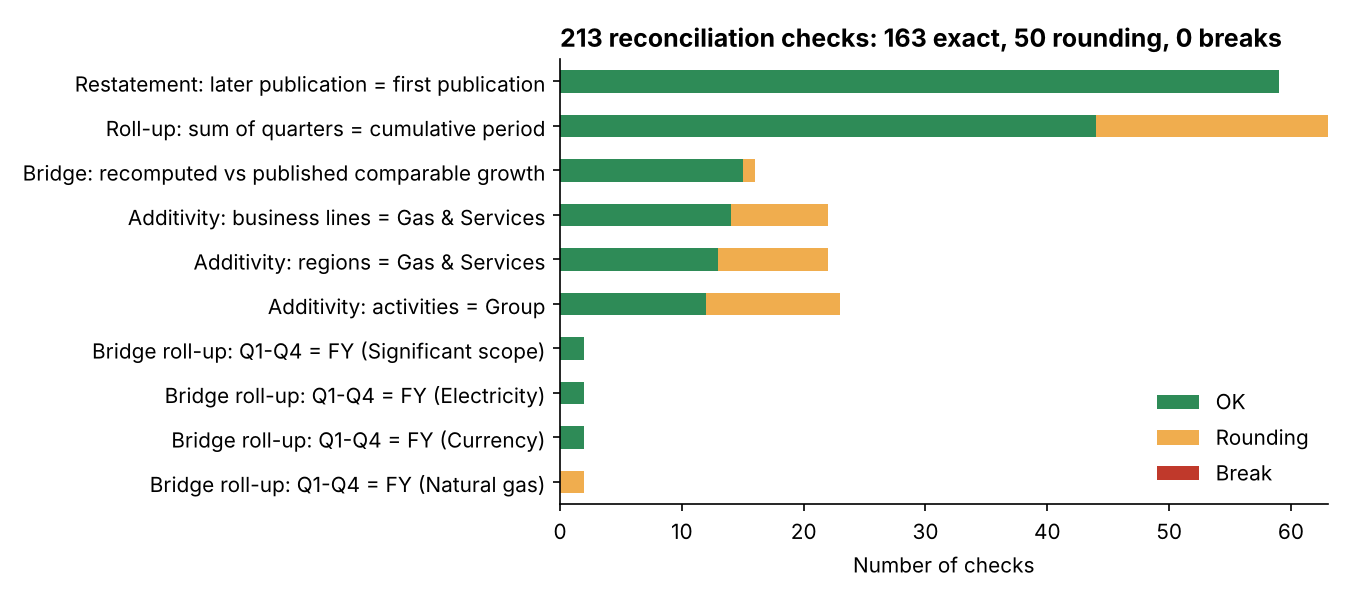 213 reconciliation checks: 163 exact, 50 rounding, 0 breaks
Restatement: later publication = first publication
Roll-up: sum of quarters = cumulative period
Bridge: recomputed vs published comparable growth
Additivity: business lines = Gas & Services
Additivity: regions = Gas & Services
Additivity: activities = Group
Bridge roll-up: Q1-Q4 = FY (Significant scope)
Bridge roll-up: Q1-Q4 = FY (Electricity)
Bridge roll-up: Q1-Q4 = FY (Currency)
Bridge roll-up: Q1-Q4 = FY (Natural gas)
OK
Rounding
Break
0 10 20 30 40 50 60
Number of checks